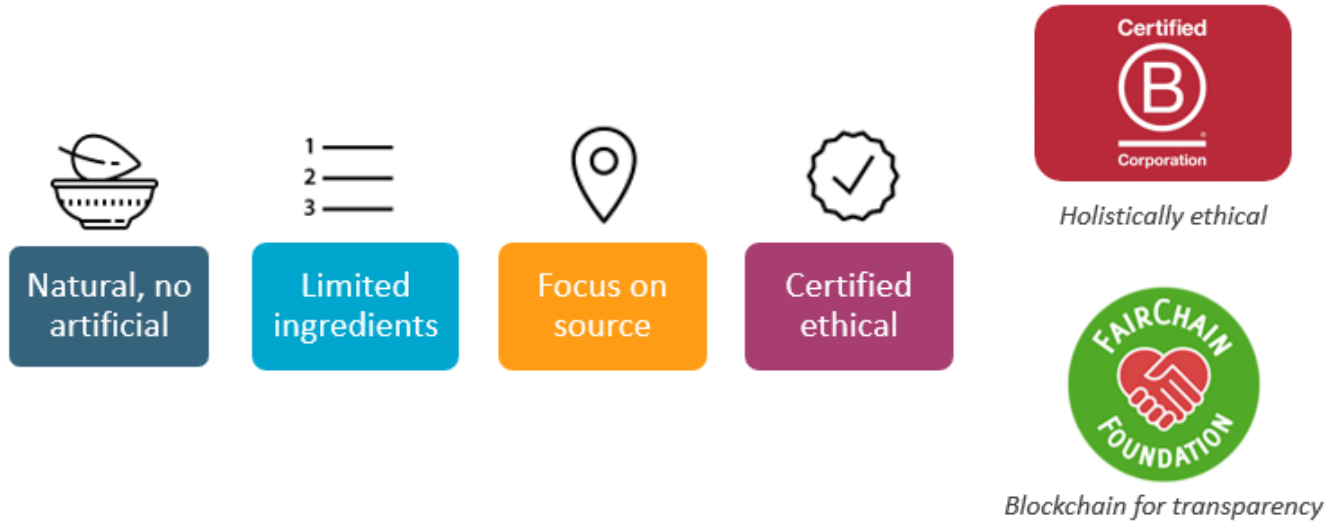 1
2
3
Natural, no
artificial
Limited
ingredients
Focus on
source
Certified
ethical
Certified
B
®
Corporation
Holistically ethical
FAIRCHAIN
FOUNDATION
Blockchain for transparency